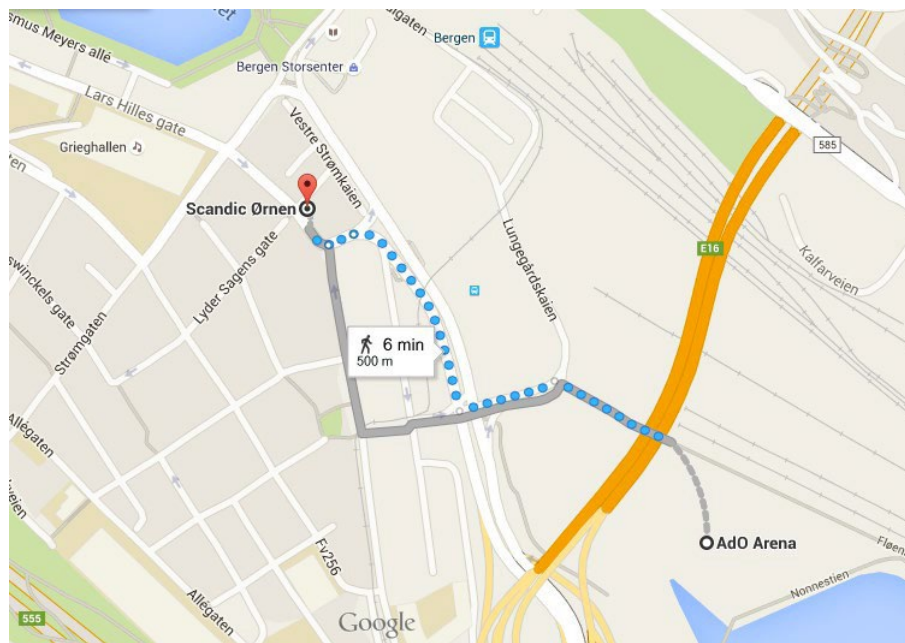 smus Meyers allé
Bergen
Bergen Storsenter
Lars Hilles gate
Vestre Strømkaien
585
Grieghallen
Scandic Ørnen
Lungegårdskaien
E16
Kalfarveien
swinckels gate
Lyder Sagens gate
Strømgaten
6 min
500 m
Allégaten
AdO Arena
Fløen
Fv256
Nonnestien
Allégaten
555
Google